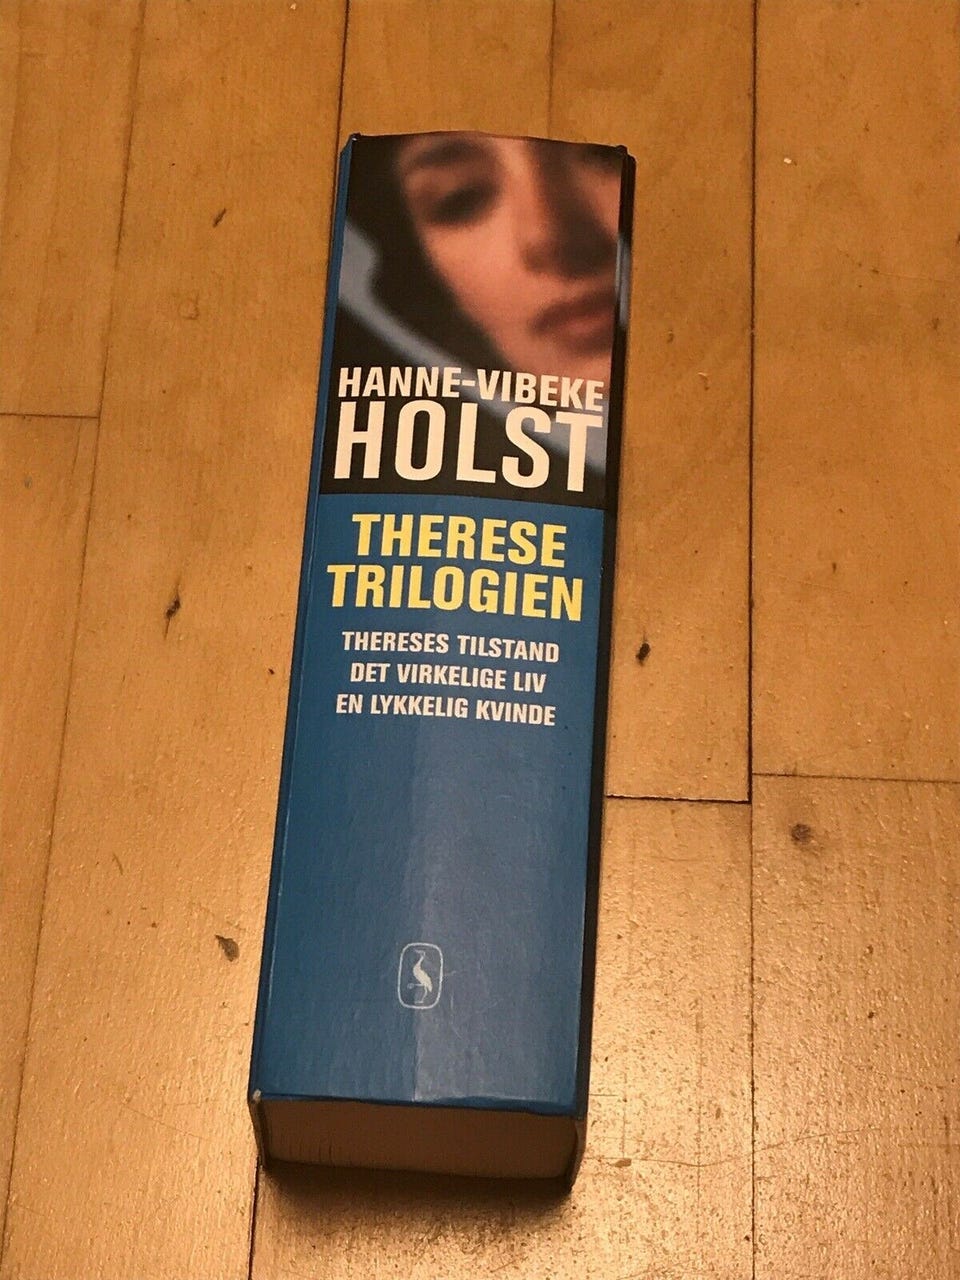 HANNE-VIBEKE
HOLST
THERESE
TRILOGIEN
THERESES TILSTAND
DET VIRKELIGE LIV
EN LYKKELIG KVINDE